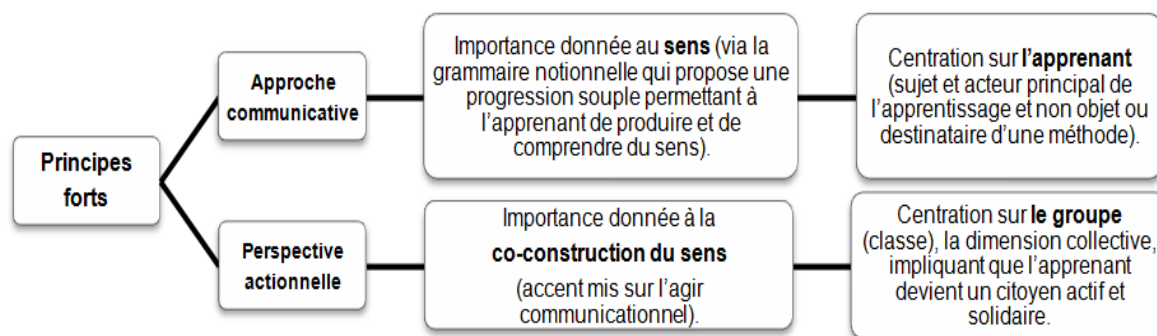 Principes
forts
Approche
communicative
Importance donnée au sens (via la
grammaire notionnelle qui propose une
progression souple permettant à
l’apprenant de produire et de
comprendre du sens).
Centration sur l’apprenant
(sujet et acteur principal de
l’apprentissage et non objet ou
destinataire d’une méthode).
Perspective
actionnelle
Importance donnée à la
co-construction du sens
(accent mis sur l’agir
communicationnel).
Centration sur le groupe
(classe), la dimension collective,
impliquant que l’apprenant
devient un citoyen actif et
solidaire.